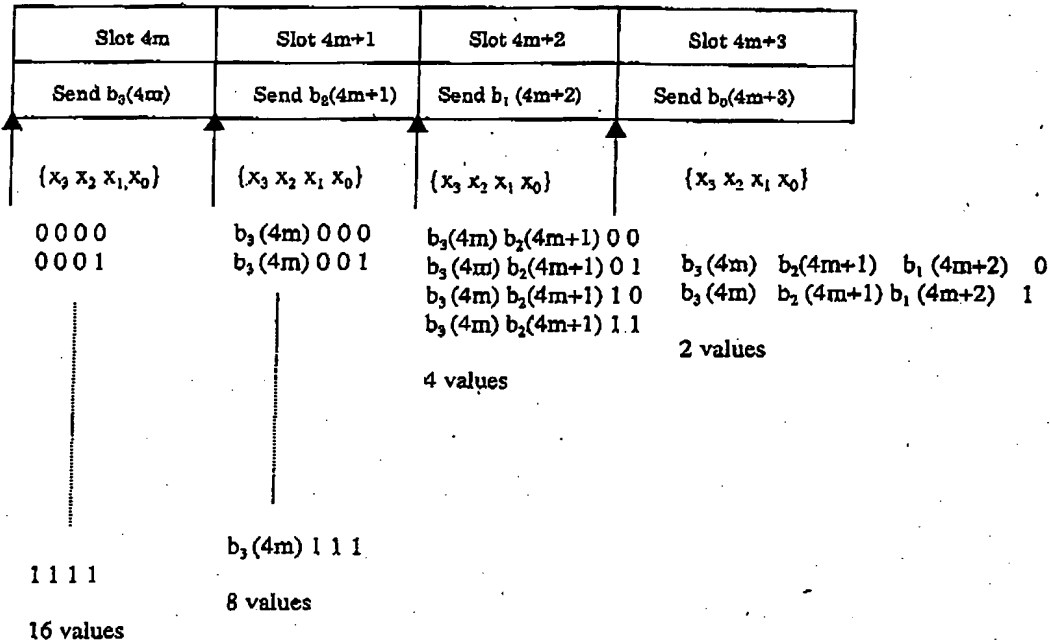 Slot 4m Slot 4m+1 Slot 4m+2 Slot 4m+3
Send b₃(4m) Send b₂(4m+1) Send b₁ (4m+2) Send b₀(4m+3)
{x₃ x₂ x₁,x₀} {x₃ x₂ x₁ x₀} {x₃ x₂ x₁ x₀} {x₃ x₂ x₁ x₀}
0 0 0 0 b₃ (4m) 0 0 0 b₃(4m) b₂(4m+1) 0 0
0 0 0 1 b₃ (4m) 0 0 1 b₃(4m) b₂(4m+1) 0 1 b₃ (4m) b₂(4m+1) b₁ (4m+2) 0
b₃(4m) b₂(4m+1) 1 0 b₃ (4m) b₂ (4m+1) b₁ (4m+2) 1
b₃(4m) b₂(4m+1) 1 1
2 values
4 values
b₃ (4m) 1 1 1
1 1 1 1
8 values
16 values